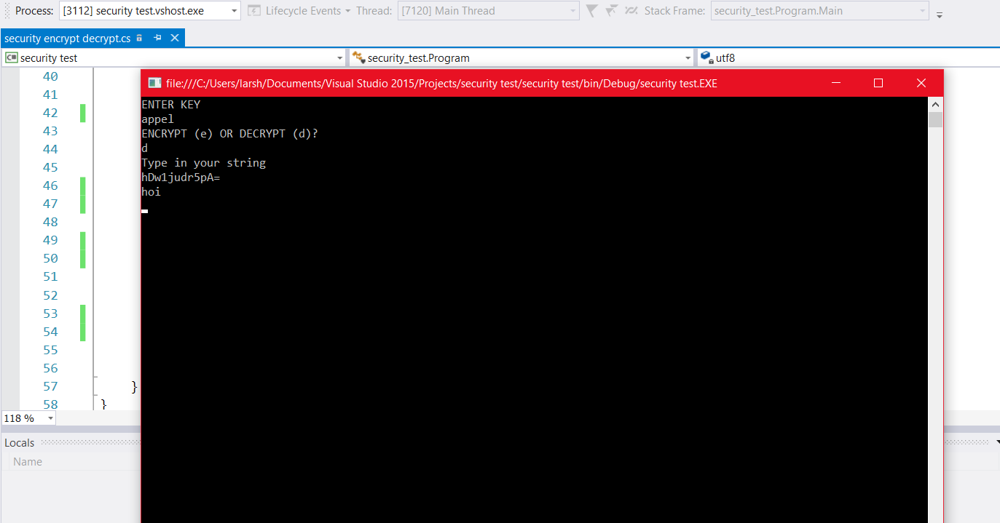 Process: [3112] security test.vshost.exe Lifecycle Events Thread: [7120] Main Thread Stack Frame: security_test.Program.Main
security encrypt decrypt.cs
C# security test security_test.Program utf8
file:///C:/Users/larsh/Documents/Visual Studio 2015/Projects/security test/security test/bin/Debug/security test.EXE
ENTER KEY
appel
ENCRYPT (e) OR DECRYPT (d)?
d
Type in your string
hDw1judr5pA=
hoi
40
41
42
43
44
45
46
47
48
49
50
51
52
53
54
55
56
57 }
58 }
118 %
Locals
Name